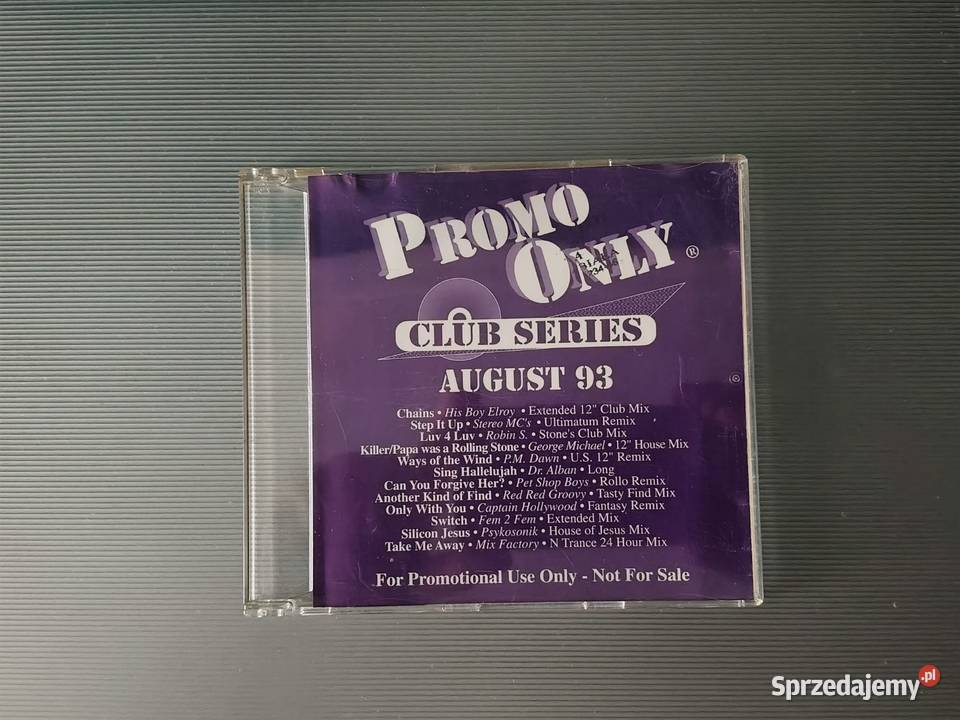 PROMO
ONLY ®
CLUB SERIES
AUGUST 93
Chains • His Boy Elroy • Extended 12" Club Mix
Step It Up • Stereo MC's • Ultimatum Remix
Luv 4 Luv • Robin S. • Stone's Club Mix
Killer/Papa was a Rolling Stone • George Michael • 12" House Mix
Ways of the Wind • P.M. Dawn • U.S. 12" Remix
Sing Hallelujah • Dr. Alban • Long
Can You Forgive Her? • Pet Shop Boys • Rollo Remix
Another Kind of Find • Red Red Groovy • Tasty Find Mix
Only With You • Captain Hollywood • Fantasy Remix
Switch • Fem 2 Fem • Extended Mix
Silicon Jesus • Psykosonik • House of Jesus Mix
Take Me Away • Mix Factory • N Trance 24 Hour Mix
For Promotional Use Only - Not For Sale
Sprzedajemy.pl